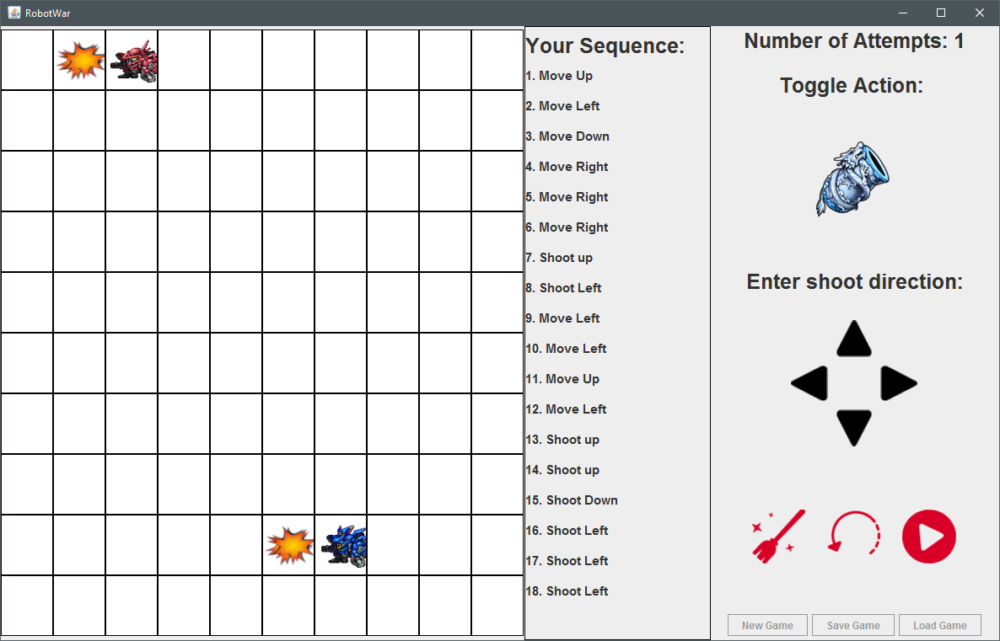 RobotWar
Your Sequence:
1. Move Up
2. Move Left
3. Move Down
4. Move Right
5. Move Right
6. Move Right
7. Shoot up
8. Shoot Left
9. Move Left
10. Move Left
11. Move Up
12. Move Left
13. Shoot up
14. Shoot up
15. Shoot Down
16. Shoot Left
17. Shoot Left
18. Shoot Left
Number of Attempts: 1
Toggle Action:
Enter shoot direction:
New Game
Save Game
Load Game